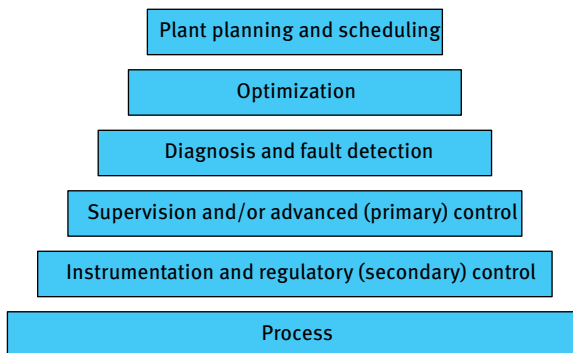 Plant planning and scheduling
Optimization
Diagnosis and fault detection
Supervision and/or advanced (primary) control
Instrumentation and regulatory (secondary) control
Process